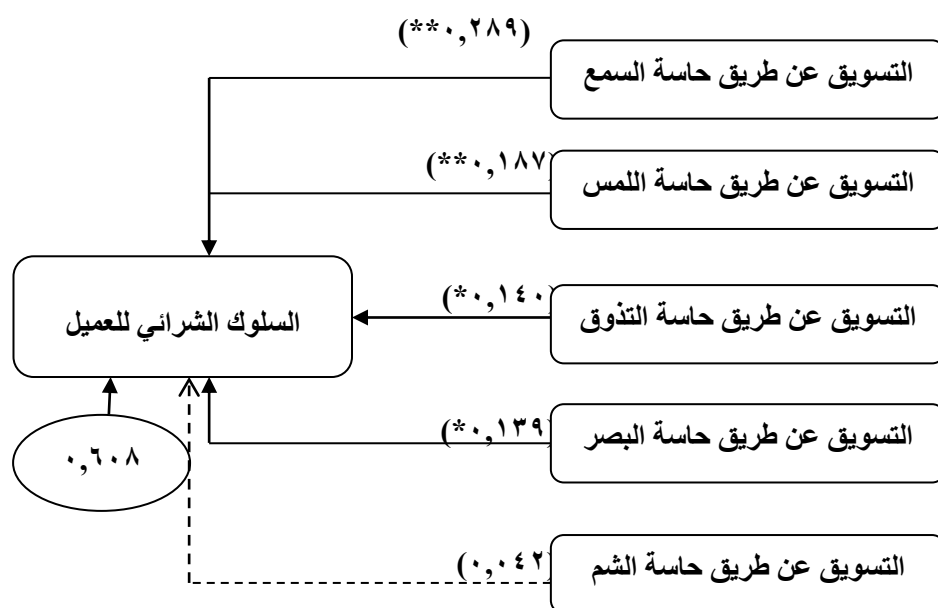 (**٠,٢٨٩)
التسويق عن طريق حاسة السمع
(**٠,١٨٧)
التسويق عن طريق حاسة اللمس
(*٠,١٤٠)
التسويق عن طريق حاسة التذوق
السلوك الشرائي للعميل
(*٠,١٣٩)
التسويق عن طريق حاسة البصر
٠,٦٠٨
(٠,٠٤٢)
التسويق عن طريق حاسة الشم